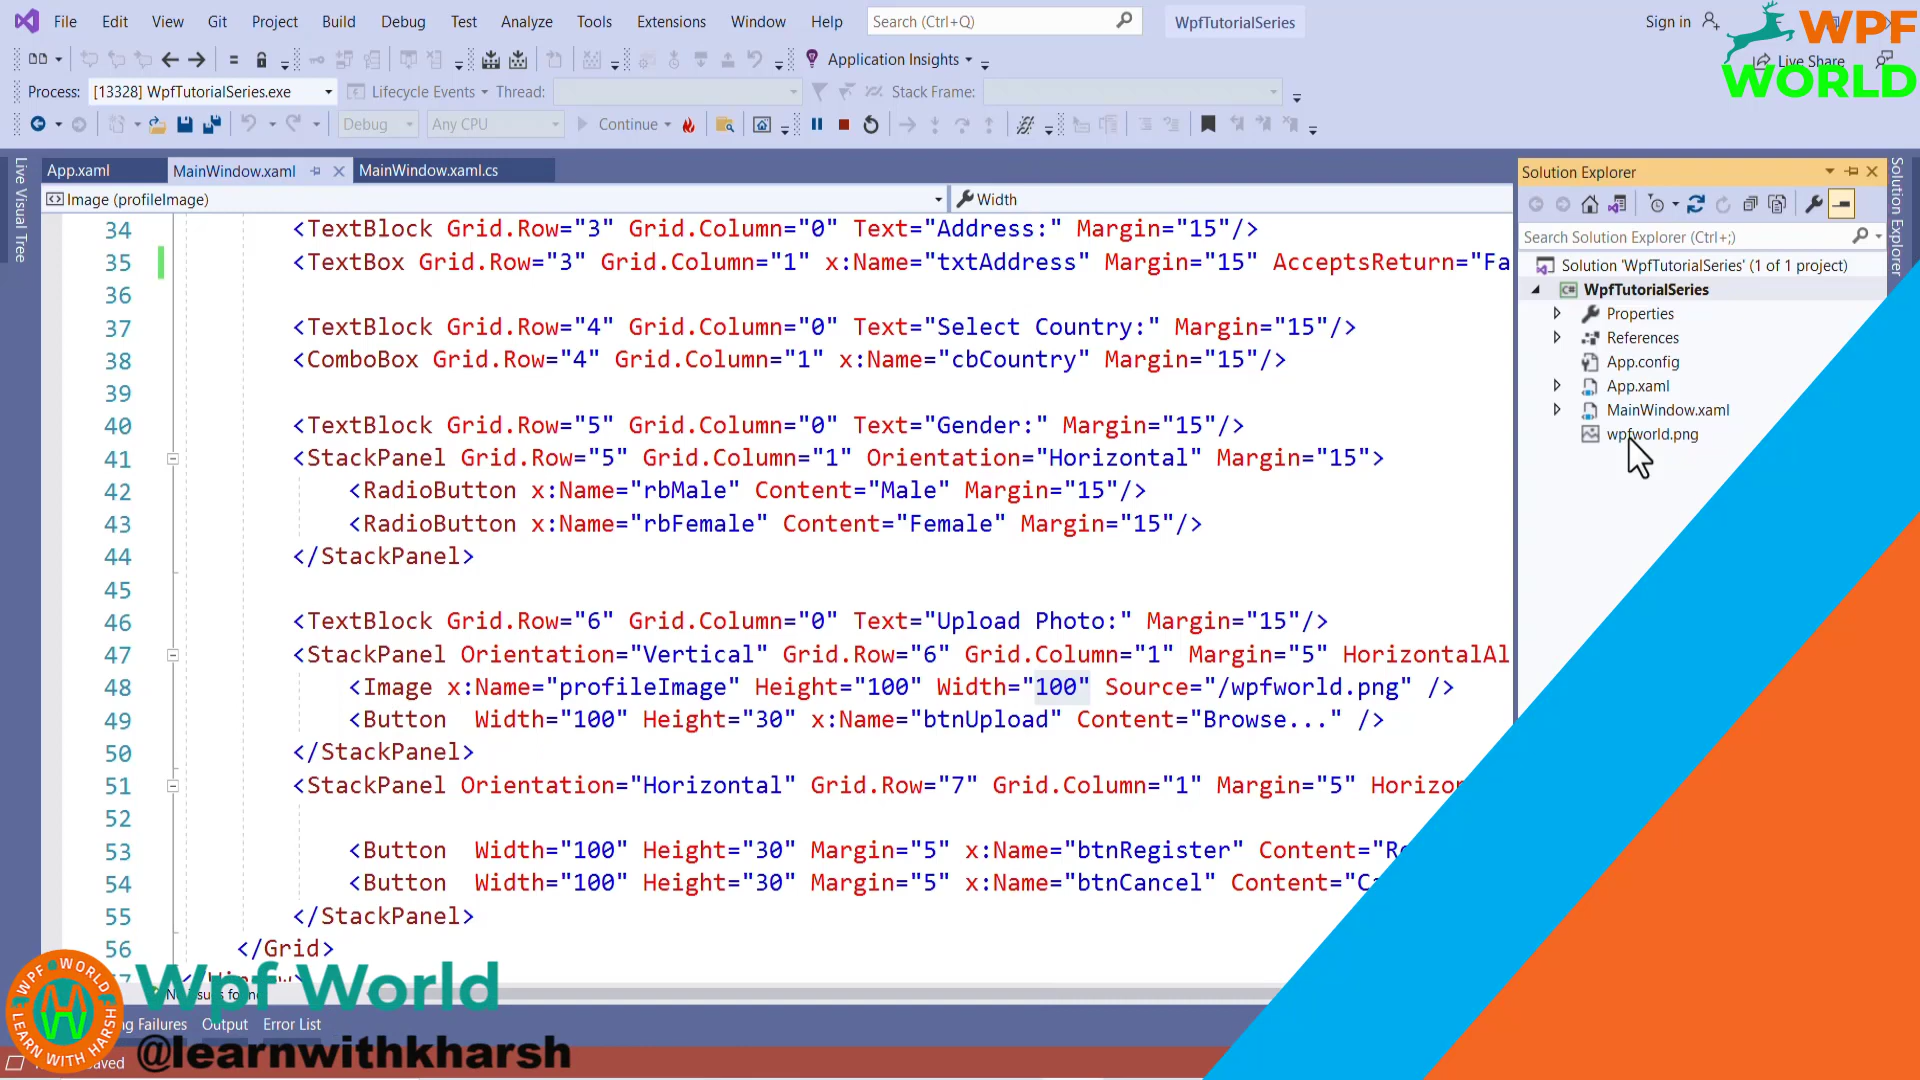 File Edit View Git Project Build Debug Test Analyze Tools Extensions Window Help Search (Ctrl+Q) WpfTutorialSeries Sign in
WPF
WORLD
Application Insights Live Share
Process: [13328] WpfTutorialSeries.exe Lifecycle Events Thread: Stack Frame:
Debug Any CPU Continue
Live Visual Tree
App.xaml MainWindow.xaml MainWindow.xaml.cs
Image (profileImage) Width
34 <TextBlock Grid.Row="3" Grid.Column="0" Text="Address:" Margin="15"/>
35 <TextBox Grid.Row="3" Grid.Column="1" x:Name="txtAddress" Margin="15" AcceptsReturn="Fa
36
37 <TextBlock Grid.Row="4" Grid.Column="0" Text="Select Country:" Margin="15"/>
38 <ComboBox Grid.Row="4" Grid.Column="1" x:Name="cbCountry" Margin="15"/>
39
40 <TextBlock Grid.Row="5" Grid.Column="0" Text="Gender:" Margin="15"/>
41 <StackPanel Grid.Row="5" Grid.Column="1" Orientation="Horizontal" Margin="15">
42 <RadioButton x:Name="rbMale" Content="Male" Margin="15"/>
43 <RadioButton x:Name="rbFemale" Content="Female" Margin="15"/>
44 </StackPanel>
45
46 <TextBlock Grid.Row="6" Grid.Column="0" Text="Upload Photo:" Margin="15"/>
47 <StackPanel Orientation="Vertical" Grid.Row="6" Grid.Column="1" Margin="5" HorizontalAl
48 <Image x:Name="profileImage" Height="100" Width="100" Source="/wpfworld.png" />
49 <Button Width="100" Height="30" x:Name="btnUpload" Content="Browse..." />
50 </StackPanel>
51 <StackPanel Orientation="Horizontal" Grid.Row="7" Grid.Column="1" Margin="5" Horizon
52
53 <Button Width="100" Height="30" Margin="5" x:Name="btnRegister" Content="Re
54 <Button Width="100" Height="30" Margin="5" x:Name="btnCancel" Content="Ca
55 </StackPanel>
56 </Grid>
Solution Explorer
Search Solution Explorer (Ctrl+;)
Solution 'WpfTutorialSeries' (1 of 1 project)
WpfTutorialSeries
Properties
References
App.config
App.xaml
MainWindow.xaml
wpfworld.png
Solution Explorer
WPF WORLD
LEARN WITH HARSH
Wpf World
@learnwithkharsh
Failures Output Error List